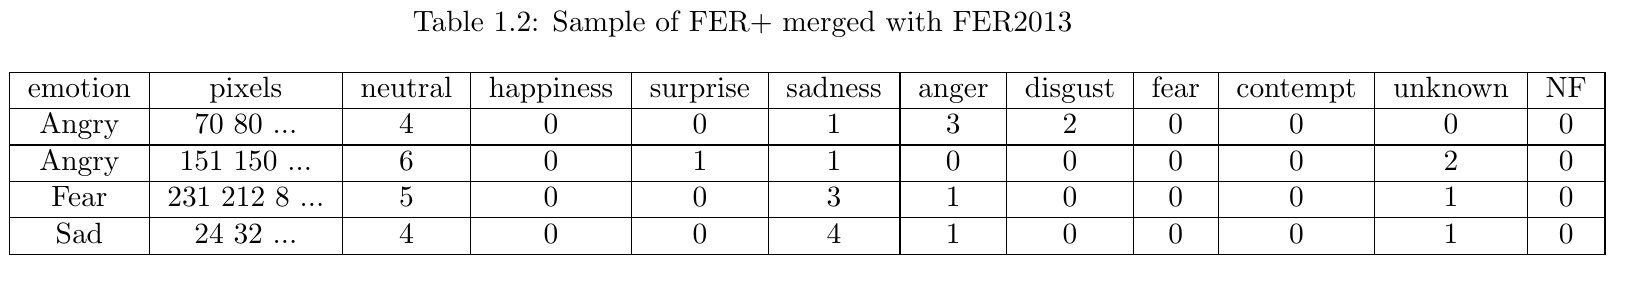 Table 1.2: Sample of FER+ merged with FER2013
emotion pixels neutral happiness surprise sadness anger disgust fear contempt unknown NF
Angry 70 80 ... 4 0 0 1 3 2 0 0 0 0
Angry 151 150 ... 6 0 1 1 0 0 0 0 2 0
Fear 231 212 8 ... 5 0 0 3 1 0 0 0 1 0
Sad 24 32 ... 4 0 0 4 1 0 0 0 1 0